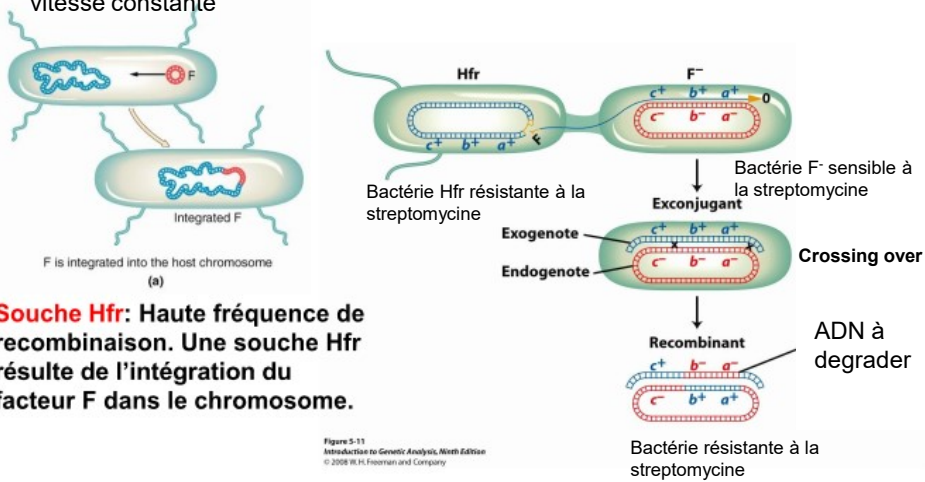 vitesse constante
F
Integrated F
F is integrated into the host chromosome
(a)
Souche Hfr: Haute fréquence de
recombinaison. Une souche Hfr
résulte de l'intégration du
facteur F dans le chromosome.
Hfr
F⁻
c⁺ b⁺ a⁺
O
c⁻ b⁻ a⁻
F
c⁺ b⁺ a⁺
Bactérie Hfr résistante à la
streptomycine
Bactérie F⁻ sensible à
la streptomycine
Exconjugant
c⁺ b⁺ a⁺
Exogenote
x x
Crossing over
c⁻ b⁻ a⁻
Endogenote
Recombinant
ADN à
degrader
c⁺ b⁻ a⁻
c⁻ b⁺ a⁺
Figure 5-11
Introduction to Genetic Analysis, Ninth Edition
© 2008 W. H. Freeman and Company
Bactérie résistante à la
streptomycine